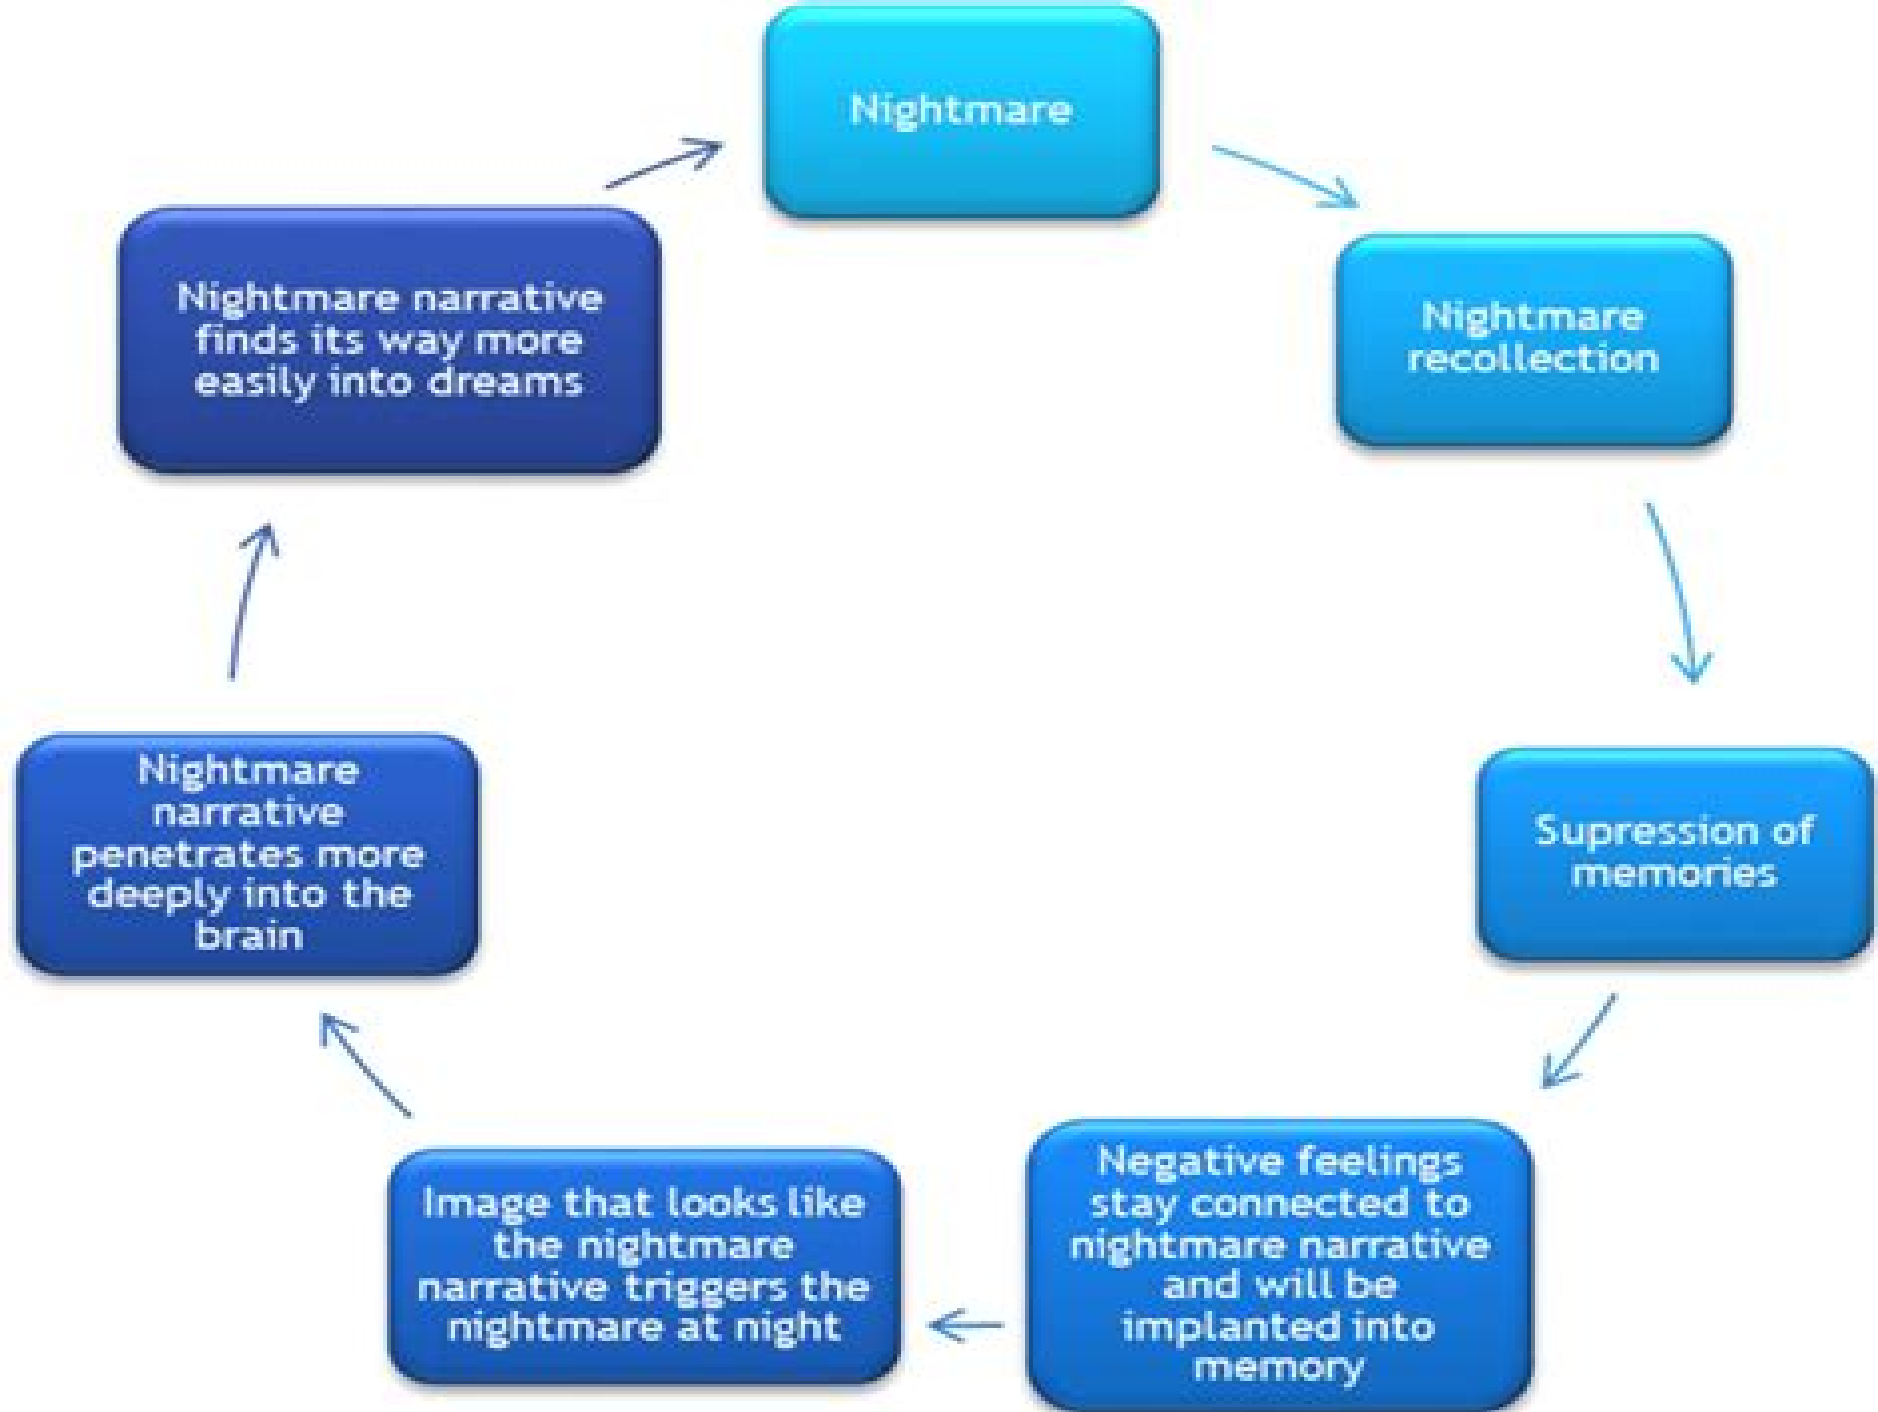 Nightmare
Nightmare
recollection
Supression of
memories
Negative feelings
stay connected to
nightmare narrative
and will be
implanted into
memory
Image that looks like
the nightmare
narrative triggers the
nightmare at night
Nightmare
narrative
penetrates more
deeply into the
brain
Nightmare narrative
finds its way more
easily into dreams